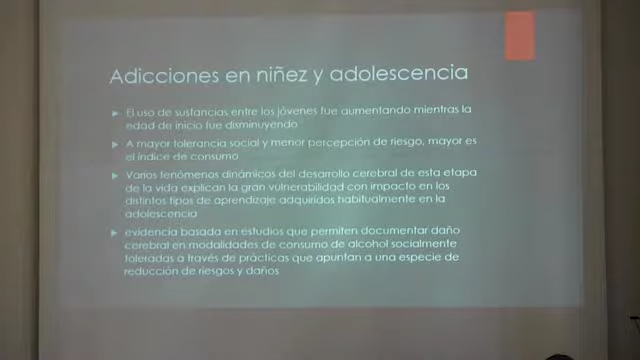 Adicciones en niñez y adolescencia
El uso de sustancias entre los jóvenes fue aumentando mientras la
edad de inicio fue disminuyendo
A mayor tolerancia social y menor percepción de riesgo, mayor es
el índice de consumo
Varios fenómenos dinámicos del desarrollo cerebral de esta etapa
de la vida explican la gran vulnerabilidad con impacto en los
distintos tipos de aprendizaje adquiridos habitualmente en la
adolescencia
evidencia basada en estudios que permiten documentar daño
cerebral en modalidades de consumo de alcohol socialmente
toleradas a través de prácticas que apuntan a una especie de
reducción de riesgos y daños